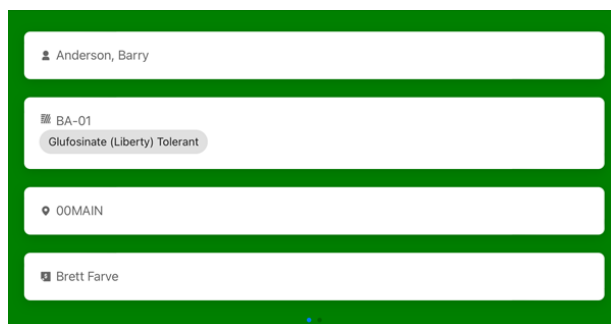 Anderson, Barry
BA-01
Glufosinate (Liberty) Tolerant
00MAIN
Brett Farve